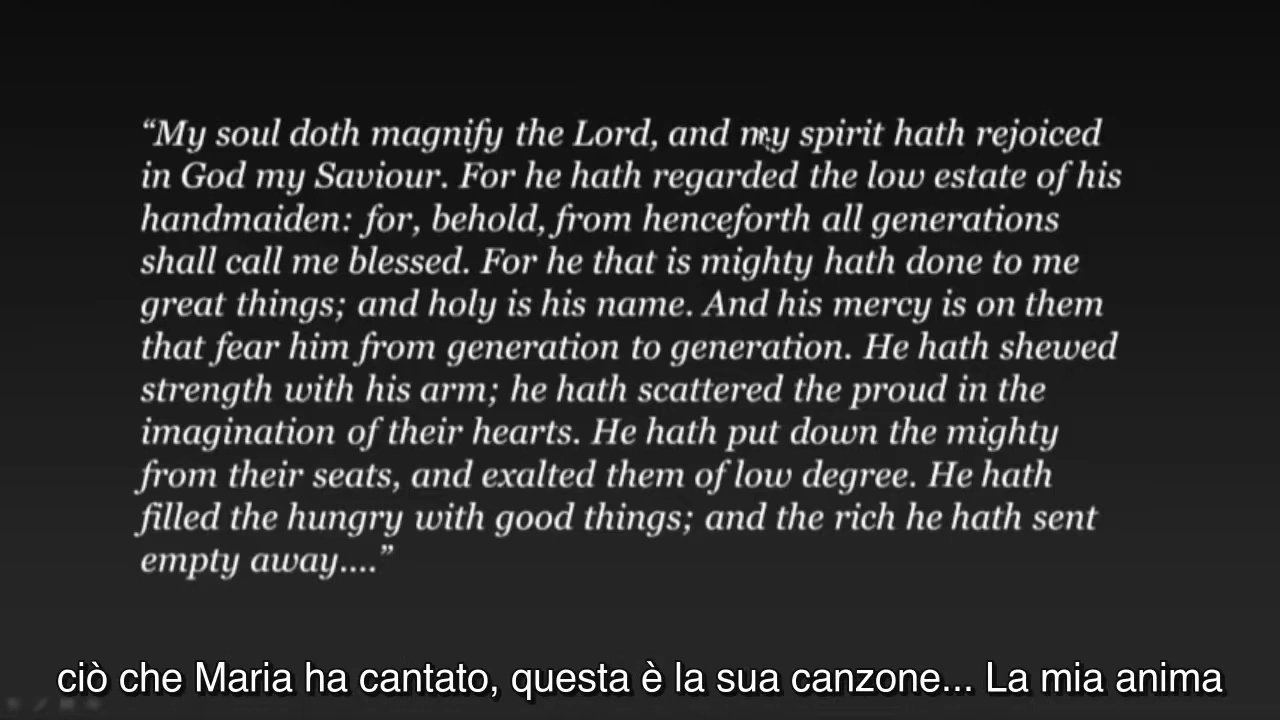 “My soul doth magnify the Lord, and my spirit hath rejoiced
in God my Saviour. For he hath regarded the low estate of his
handmaiden: for, behold, from henceforth all generations
shall call me blessed. For he that is mighty hath done to me
great things; and holy is his name. And his mercy is on them
that fear him from generation to generation. He hath shewed
strength with his arm; he hath scattered the proud in the
imagination of their hearts. He hath put down the mighty
from their seats, and exalted them of low degree. He hath
filled the hungry with good things; and the rich he hath sent
empty away....”
ciò che Maria ha cantato, questa è la sua canzone... La mia anima